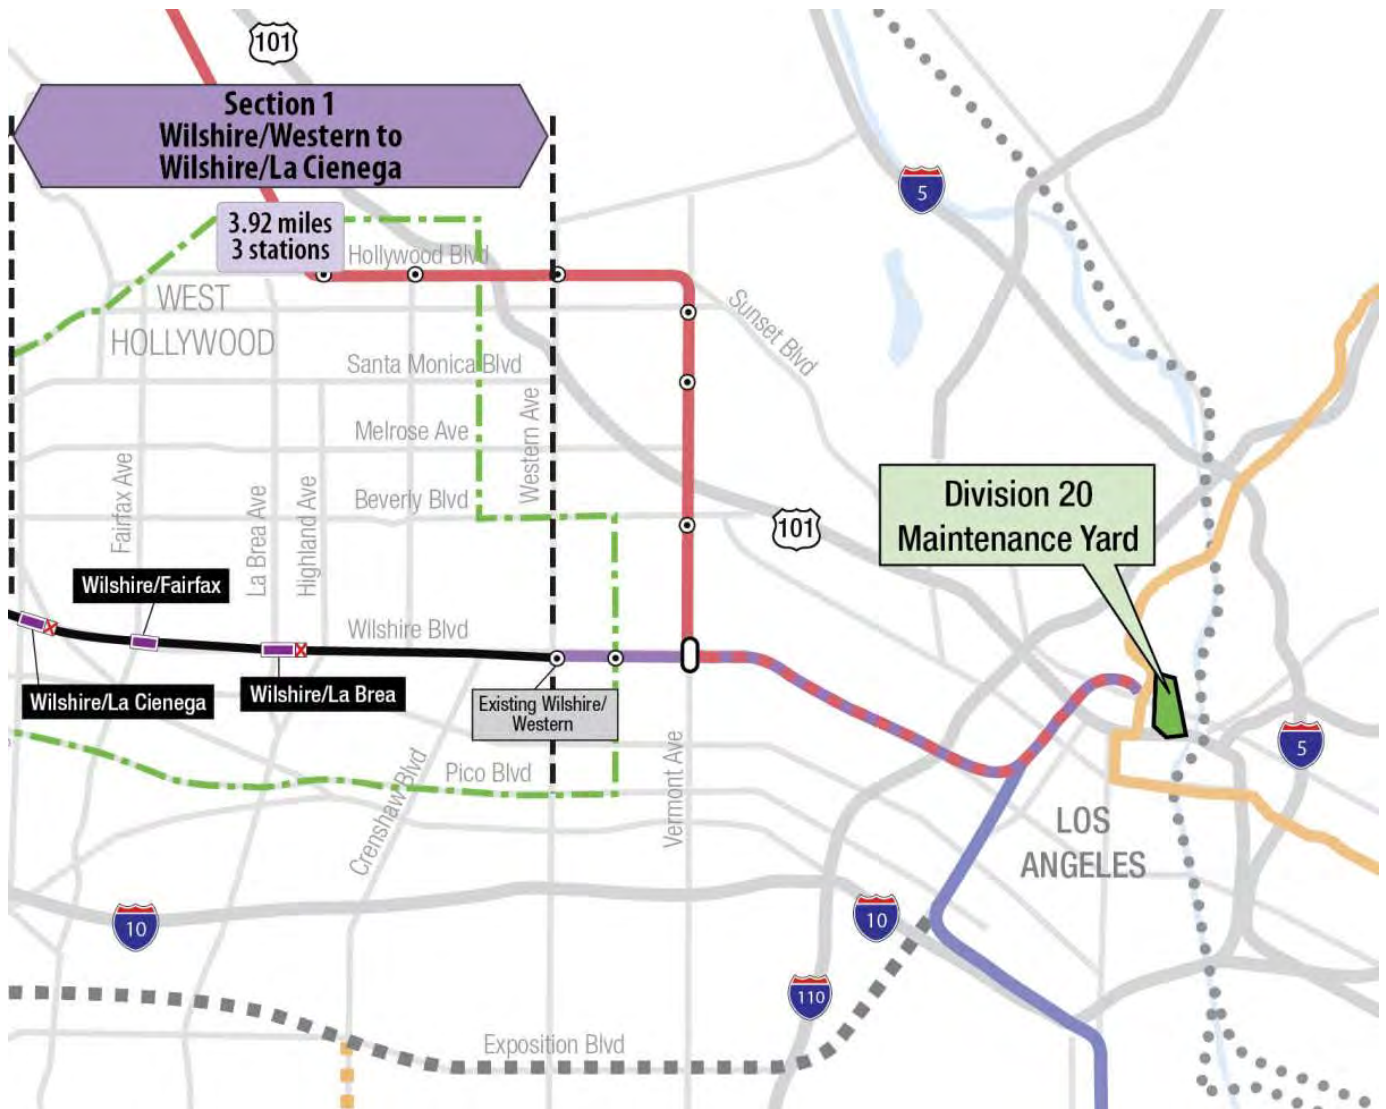 101
Section 1
Wilshire/Western to
Wilshire/La Cienega
5
3.92 miles
3 stations
Hollywood Blvd
WEST
HOLLYWOOD
Sunset Blvd
Santa Monica Blvd
Western Ave
Melrose Ave
Fairfax Ave
La Brea Ave
Highland Ave
Beverly Blvd
101
Division 20
Maintenance Yard
Wilshire/Fairfax
Wilshire Blvd
Wilshire/La Cienega
Wilshire/La Brea
Existing Wilshire/
Western
Vermont Ave
5
Pico Blvd
Crenshaw Blvd
LOS
ANGELES
10
10
110
Exposition Blvd